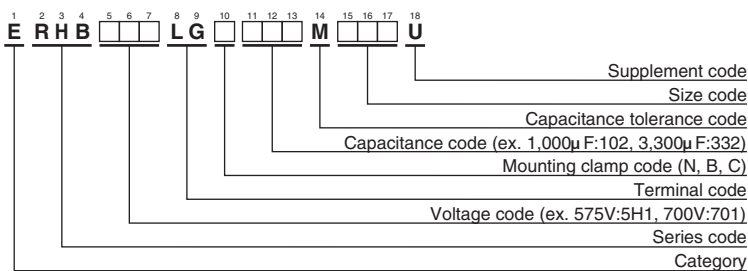 1 2 3 4 5 6 7 8 9 10 11 12 13 14 15 16 17 18
E R H B L G M U
Supplement code
Size code
Capacitance tolerance code
Capacitance code (ex. 1,000μF:102, 3,300μF:332)
Mounting clamp code (N, B, C)
Terminal code
Voltage code (ex. 575V:5H1, 700V:701)
Series code
Category